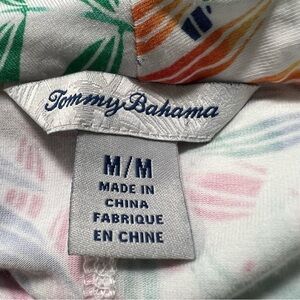 Tommy Bahama
M/M
MADE IN
CHINA
FABRIQUE
EN CHINE